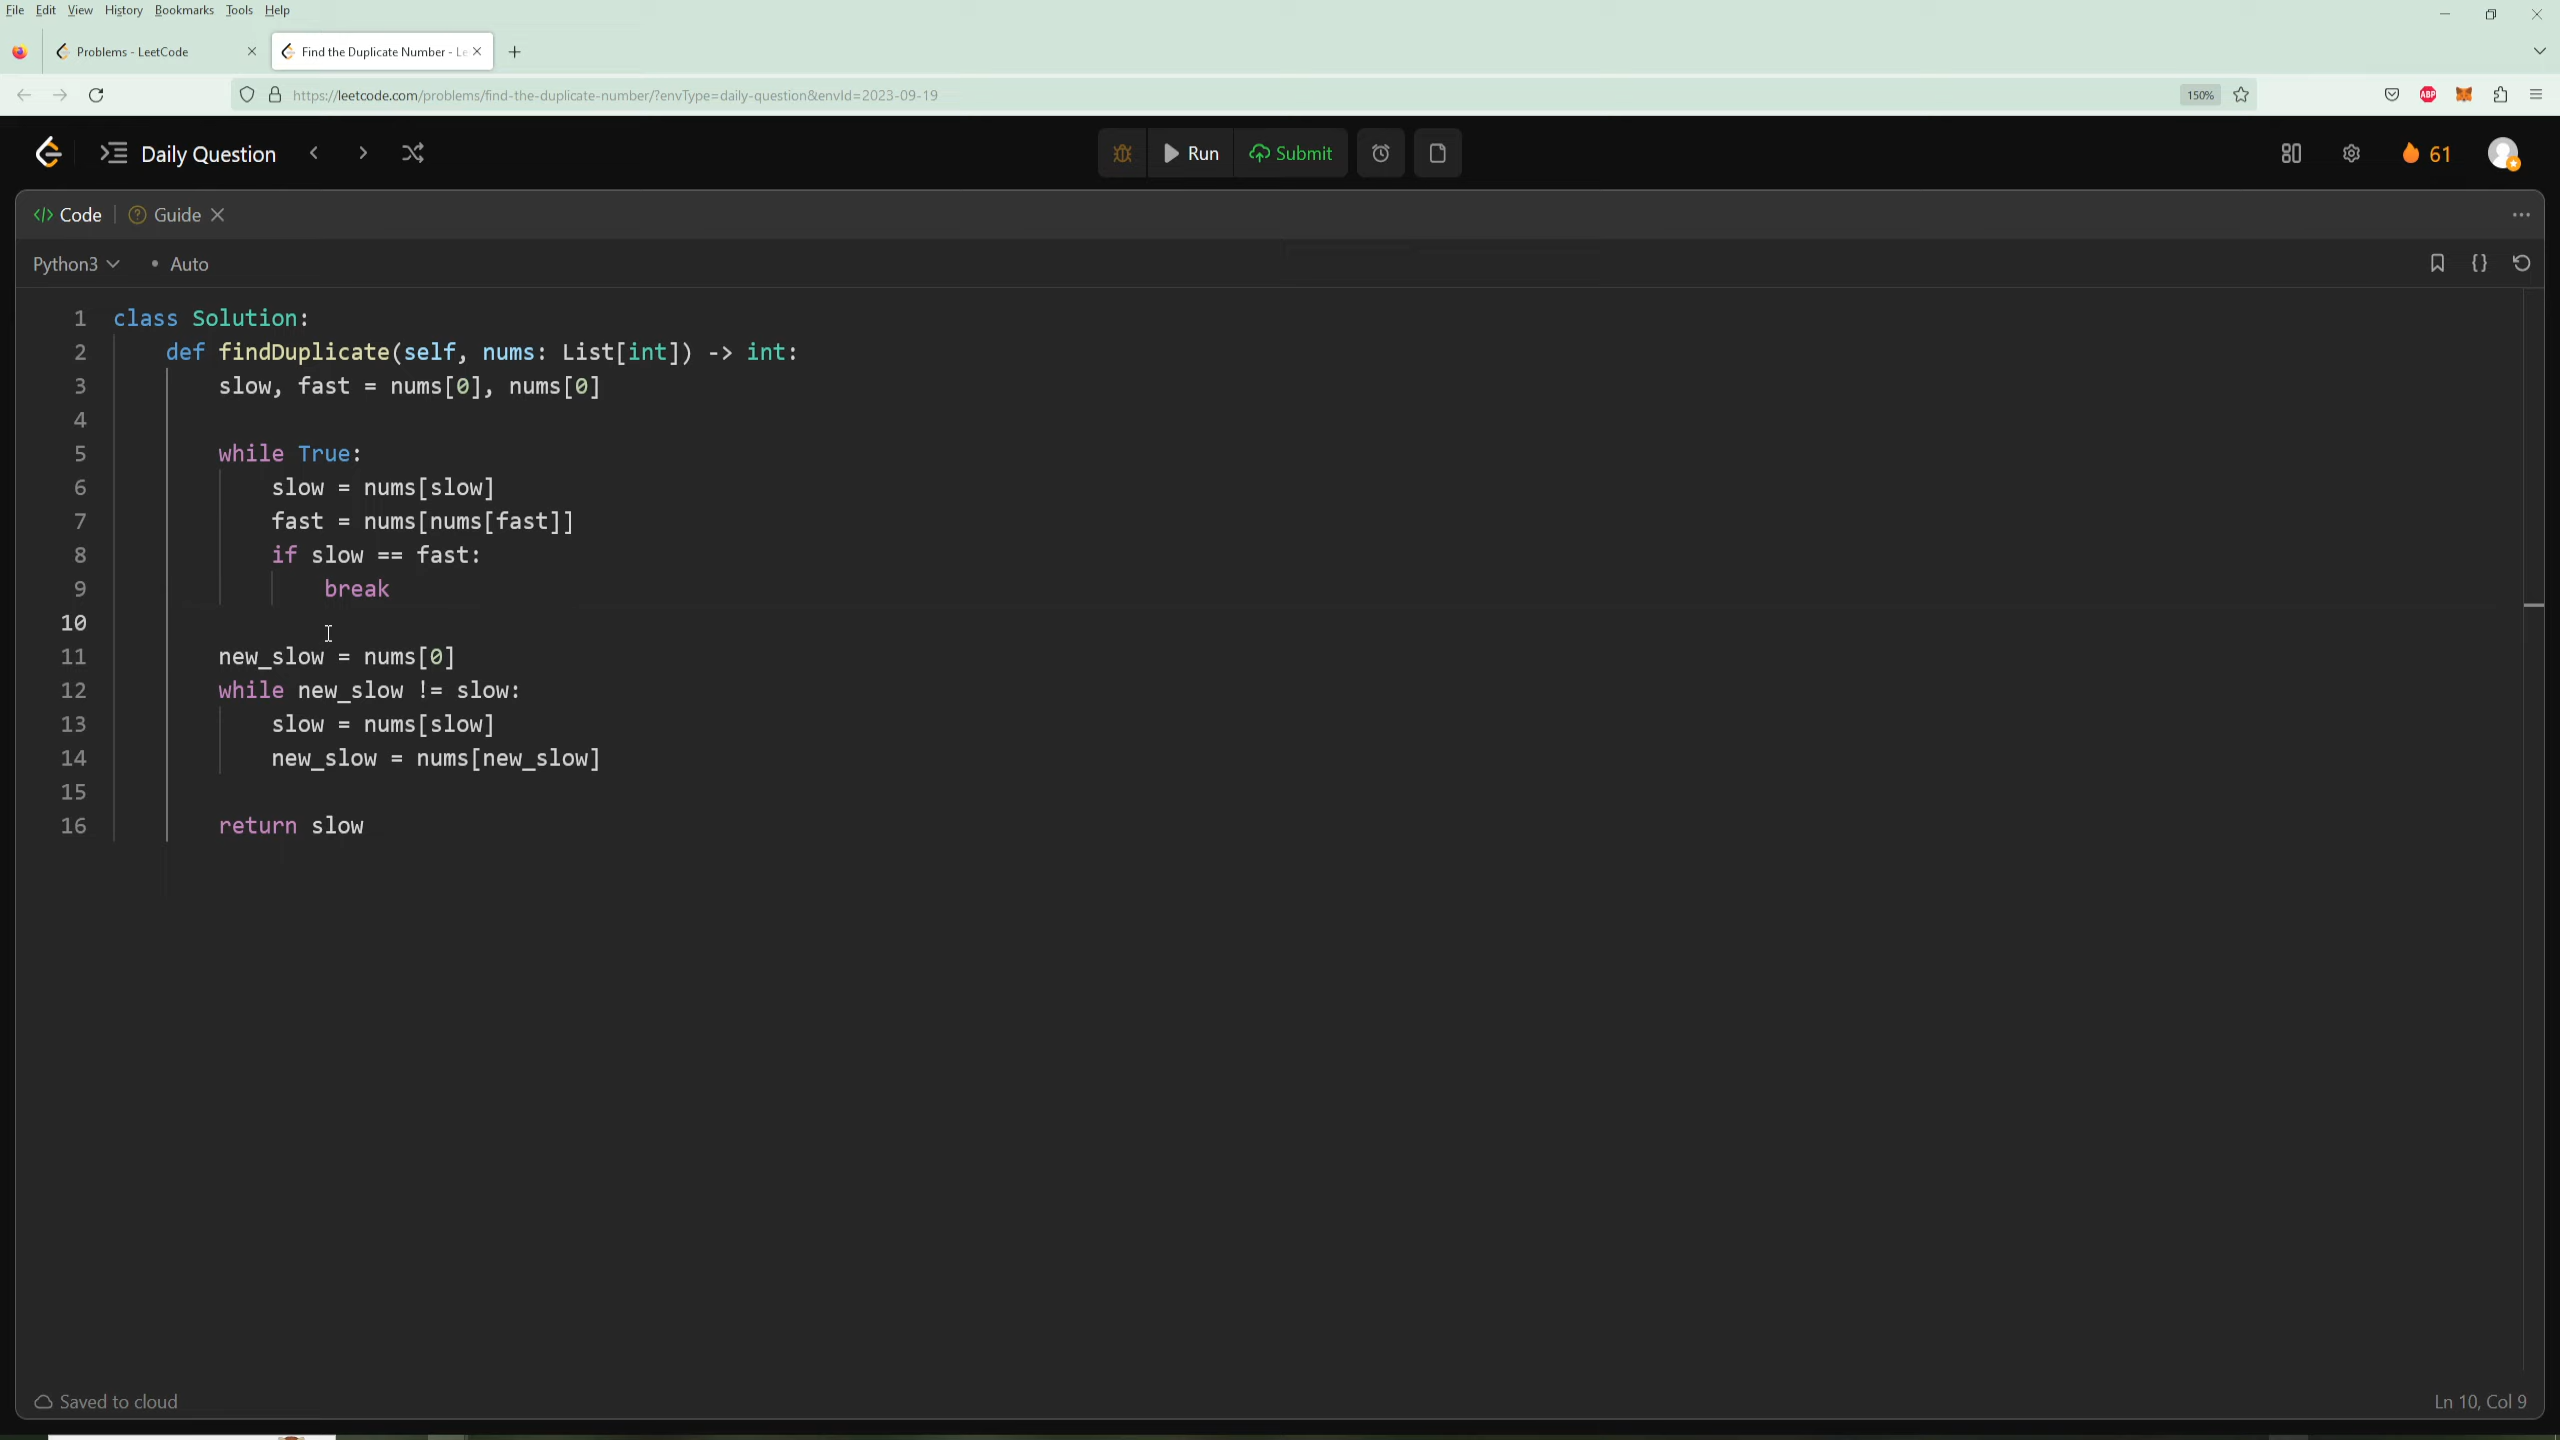 File Edit View History Bookmarks Tools Help
Problems - LeetCode
Find the Duplicate Number - Le
https://leetcode.com/problems/find-the-duplicate-number/?envType=daily-question&envId=2023-09-19
150%
ABP
Daily Question
Run
Submit
61
Code
Guide
Python3
Auto
1 class Solution:
2 def findDuplicate(self, nums: List[int]) -> int:
3 slow, fast = nums[0], nums[0]
4
5 while True:
6 slow = nums[slow]
7 fast = nums[nums[fast]]
8 if slow == fast:
9 break
10
11 new_slow = nums[0]
12 while new_slow != slow:
13 slow = nums[slow]
14 new_slow = nums[new_slow]
15
16 return slow
Saved to cloud
Ln 10, Col 9